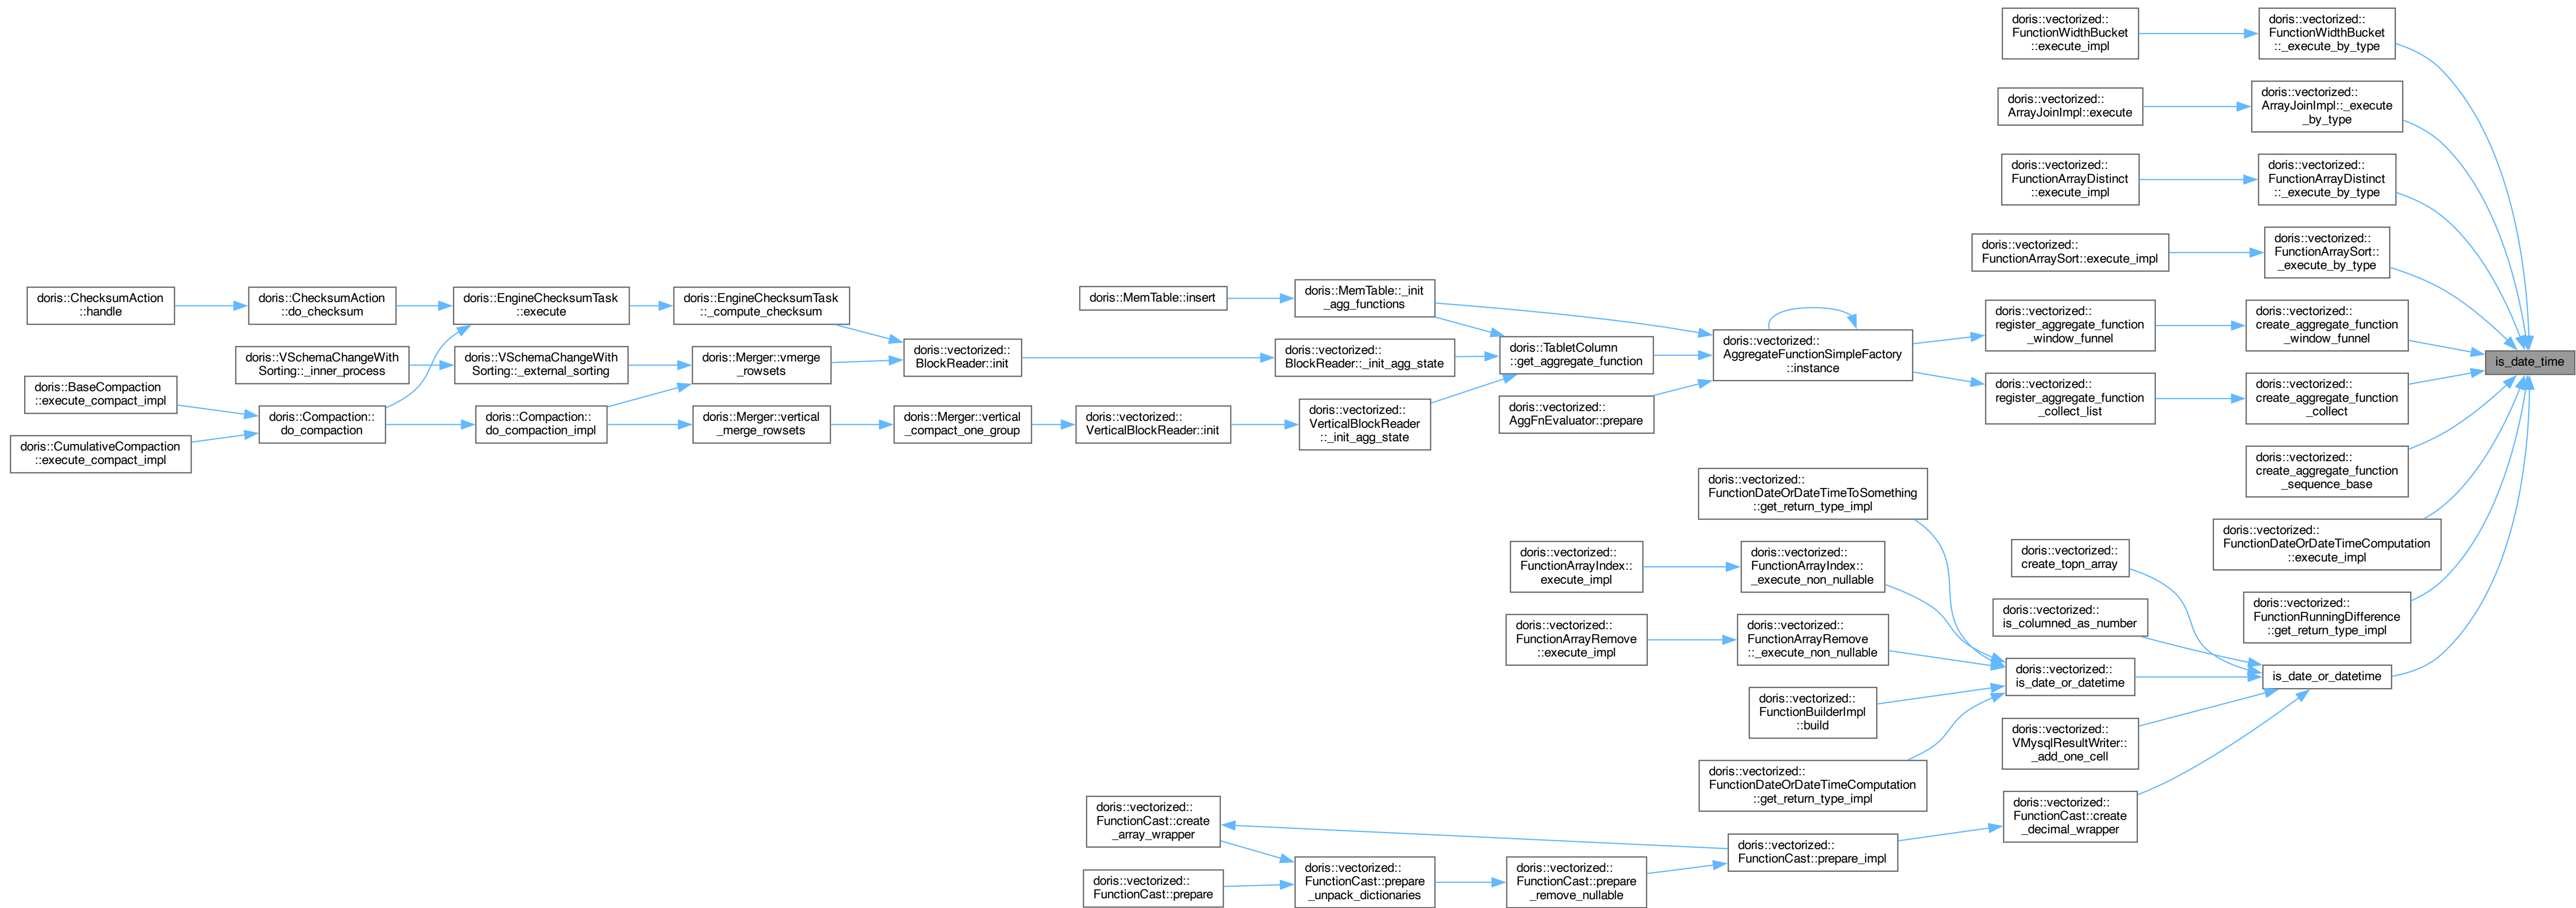 doris::vectorized::
FunctionWidthBucket
::execute_impl
doris::vectorized::
FunctionWidthBucket
::_execute_by_type
doris::vectorized::
ArrayJoinImpl::execute
doris::vectorized::
ArrayJoinImpl::_execute
_by_type
doris::vectorized::
FunctionArrayDistinct
::execute_impl
doris::vectorized::
FunctionArrayDistinct
::_execute_by_type
doris::vectorized::
FunctionArraySort::execute_impl
doris::vectorized::
FunctionArraySort::
_execute_by_type
doris::ChecksumAction
::handle
doris::ChecksumAction
::do_checksum
doris::EngineChecksumTask
::execute
doris::EngineChecksumTask
::_compute_checksum
doris::MemTable::insert
doris::MemTable::_init
_agg_functions
doris::vectorized::
register_aggregate_function
_window_funnel
doris::vectorized::
create_aggregate_function
_window_funnel
doris::VSchemaChangeWith
Sorting::_inner_process
doris::VSchemaChangeWith
Sorting::_external_sorting
doris::Merger::vmerge
_rowsets
doris::vectorized::
BlockReader::init
doris::vectorized::
BlockReader::_init_agg_state
doris::TabletColumn
::get_aggregate_function
doris::vectorized::
AggregateFunctionSimpleFactory
::instance
is_date_time
doris::BaseCompaction
::execute_compact_impl
doris::vectorized::
register_aggregate_function
_collect_list
doris::vectorized::
create_aggregate_function
_collect
doris::CumulativeCompaction
::execute_compact_impl
doris::Compaction::
do_compaction
doris::Compaction::
do_compaction_impl
doris::Merger::vertical
_merge_rowsets
doris::Merger::vertical
_compact_one_group
doris::vectorized::
VerticalBlockReader::init
doris::vectorized::
VerticalBlockReader
::_init_agg_state
doris::vectorized::
AggFnEvaluator::prepare
doris::vectorized::
create_aggregate_function
_sequence_base
doris::vectorized::
FunctionDateOrDateTimeToSomething
::get_return_type_impl
doris::vectorized::
FunctionDateOrDateTimeComputation
::execute_impl
doris::vectorized::
FunctionArrayIndex::
execute_impl
doris::vectorized::
FunctionArrayIndex::
_execute_non_nullable
doris::vectorized::
create_topn_array
doris::vectorized::
is_columned_as_number
doris::vectorized::
FunctionRunningDifference
::get_return_type_impl
doris::vectorized::
FunctionArrayRemove
::execute_impl
doris::vectorized::
FunctionArrayRemove
::_execute_non_nullable
doris::vectorized::
is_date_or_datetime
is_date_or_datetime
doris::vectorized::
FunctionBuilderImpl
::build
doris::vectorized::
VMysqlResultWriter::
_add_one_cell
doris::vectorized::
FunctionDateOrDateTimeComputation
::get_return_type_impl
doris::vectorized::
FunctionCast::create
_decimal_wrapper
doris::vectorized::
FunctionCast::create
_array_wrapper
doris::vectorized::
FunctionCast::prepare_impl
doris::vectorized::
FunctionCast::prepare
doris::vectorized::
FunctionCast::prepare
_unpack_dictionaries
doris::vectorized::
FunctionCast::prepare
_remove_nullable